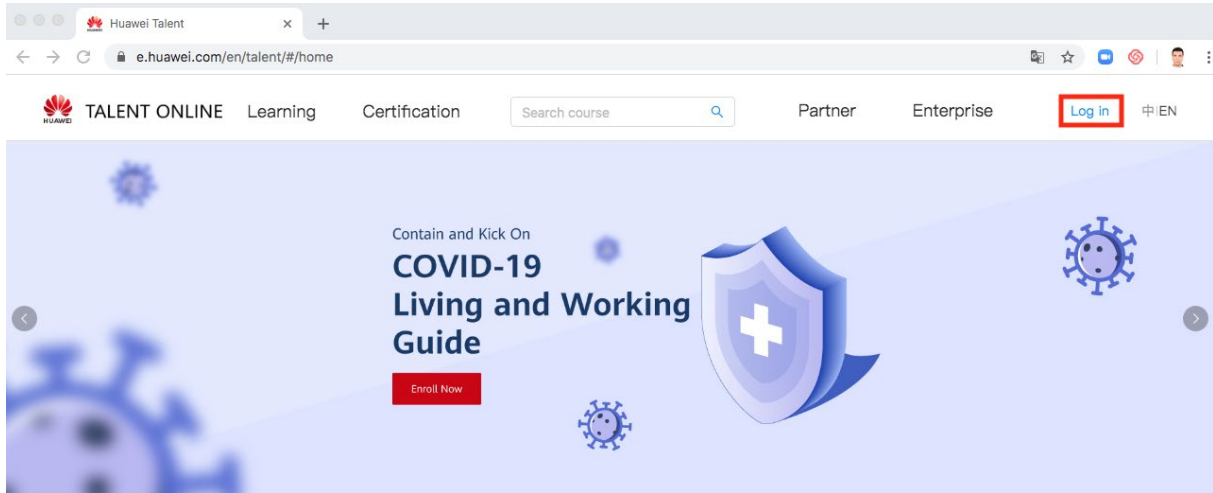 Huawei Talent
e.huawei.com/en/talent/#/home
HUAWEI
TALENT ONLINE
Learning
Certification
Search course
Partner
Enterprise
Log in
中|EN
Contain and Kick On
COVID-19
Living and Working
Guide
Enroll Now